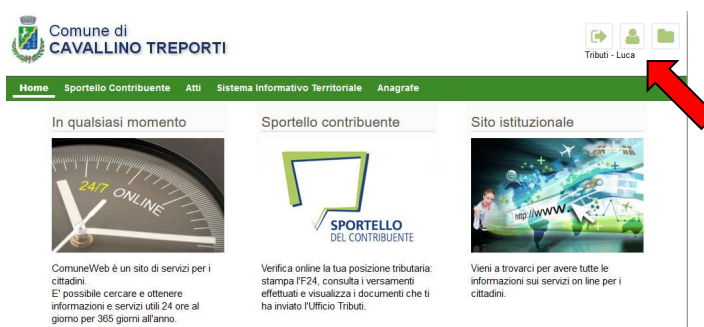 Comune di
CAVALLINO TREPORTI
Tributi - Luca
Home Sportello Contribuente Atti Sistema Informativo Territoriale Anagrafe
In qualsiasi momento
24/7 ONLINE
ComuneWeb è un sito di servizi per i
cittadini.
E' possibile cercare e ottenere
informazioni e servizi utili 24 ore al
giorno per 365 giorni all'anno.
Sportello contribuente
SPORTELLO
DEL CONTRIBUENTE
Verifica online la tua posizione tributaria:
stampa l'F24, consulta i versamenti
effettuati e visualizza i documenti che ti
ha inviato l'Ufficio Tributi.
Sito istituzionale
http://www.
Vieni a trovarci per avere tutte le
informazioni sui servizi on line per i
cittadini.